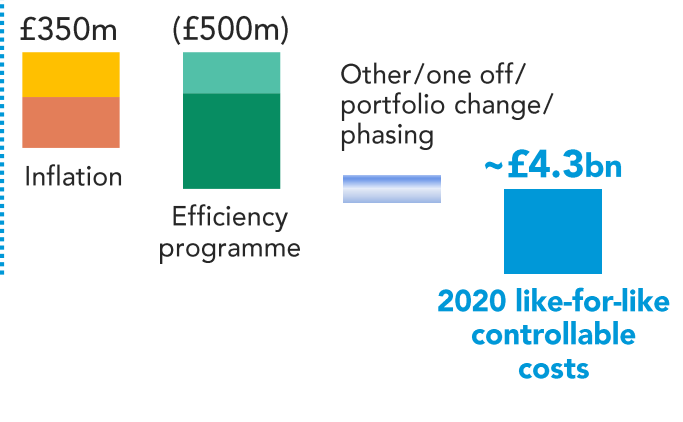 £350m
Inflation
(£500m)
Efficiency
programme
Other/one off/
portfolio change/
phasing
~£4.3bn
2020 like-for-like
controllable
costs